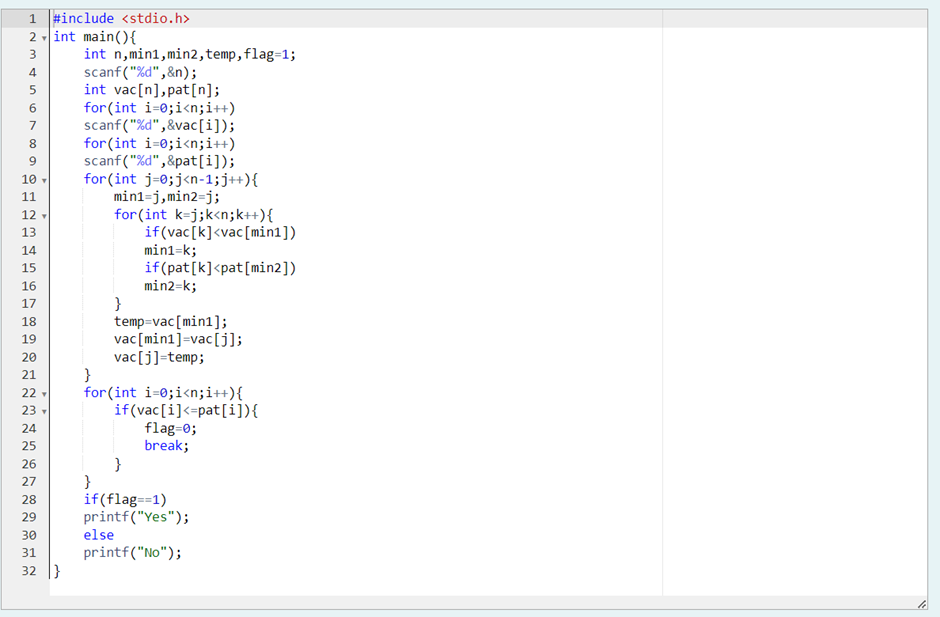 1 #include <stdio.h>
2 int main(){
3     int n,min1,min2,temp,flag=1;
4     scanf("%d",&n);
5     int vac[n],pat[n];
6     for(int i=0;i<n;i++)
7     scanf("%d",&vac[i]);
8     for(int i=0;i<n;i++)
9     scanf("%d",&pat[i]);
10     for(int j=0;j<n-1;j++){
11         min1=j,min2=j;
12         for(int k=j;k<n;k++){
13             if(vac[k]<vac[min1])
14             min1=k;
15             if(pat[k]<pat[min2])
16             min2=k;
17         }
18         temp=vac[min1];
19         vac[min1]=vac[j];
20         vac[j]=temp;
21     }
22     for(int i=0;i<n;i++){
23         if(vac[i]<=pat[i]){
24             flag=0;
25             break;
26         }
27     }
28     if(flag==1)
29     printf("Yes");
30     else
31     printf("No");
32 }